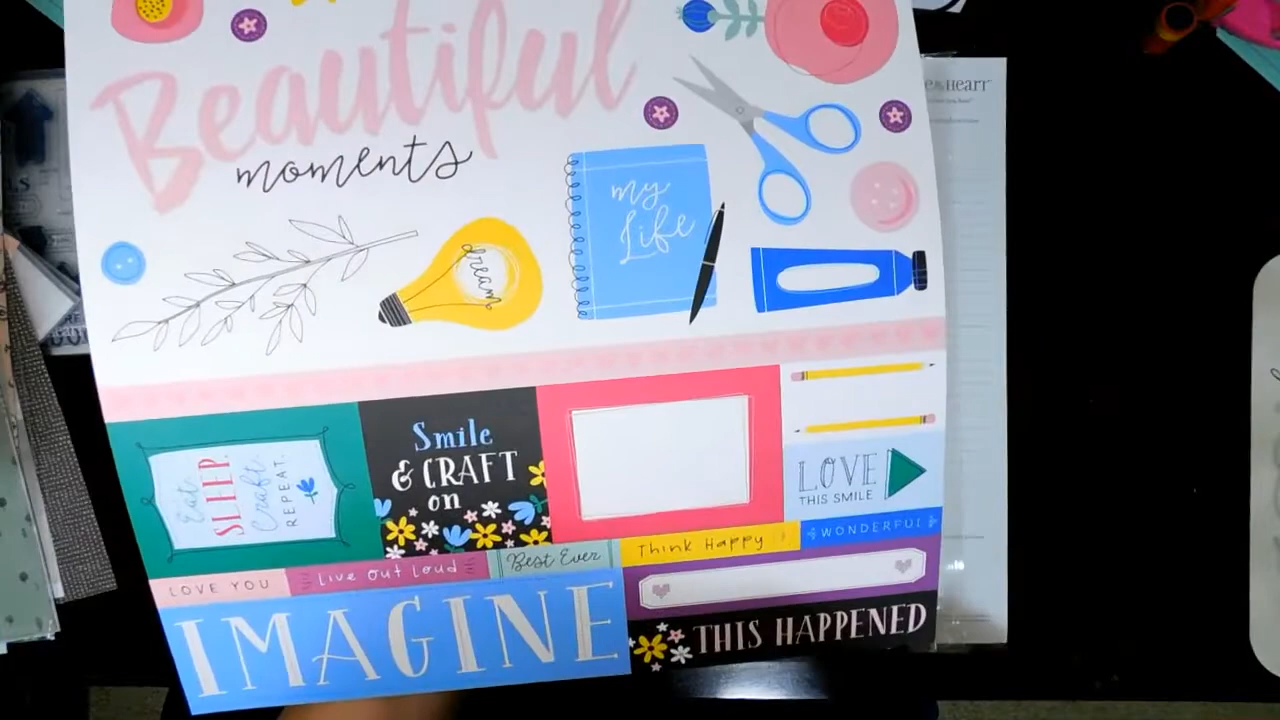 Beautiful
moments
my
Life
dream
Eat
SLEEP.
Craft.
REPEAT.
Smile
& CRAFT
on
LOVE
THIS SMILE
WONDERFUL
Think Happy
Best Ever
Live out Loud
LOVE YOU
IMAGINE
THIS HAPPENED
Heart